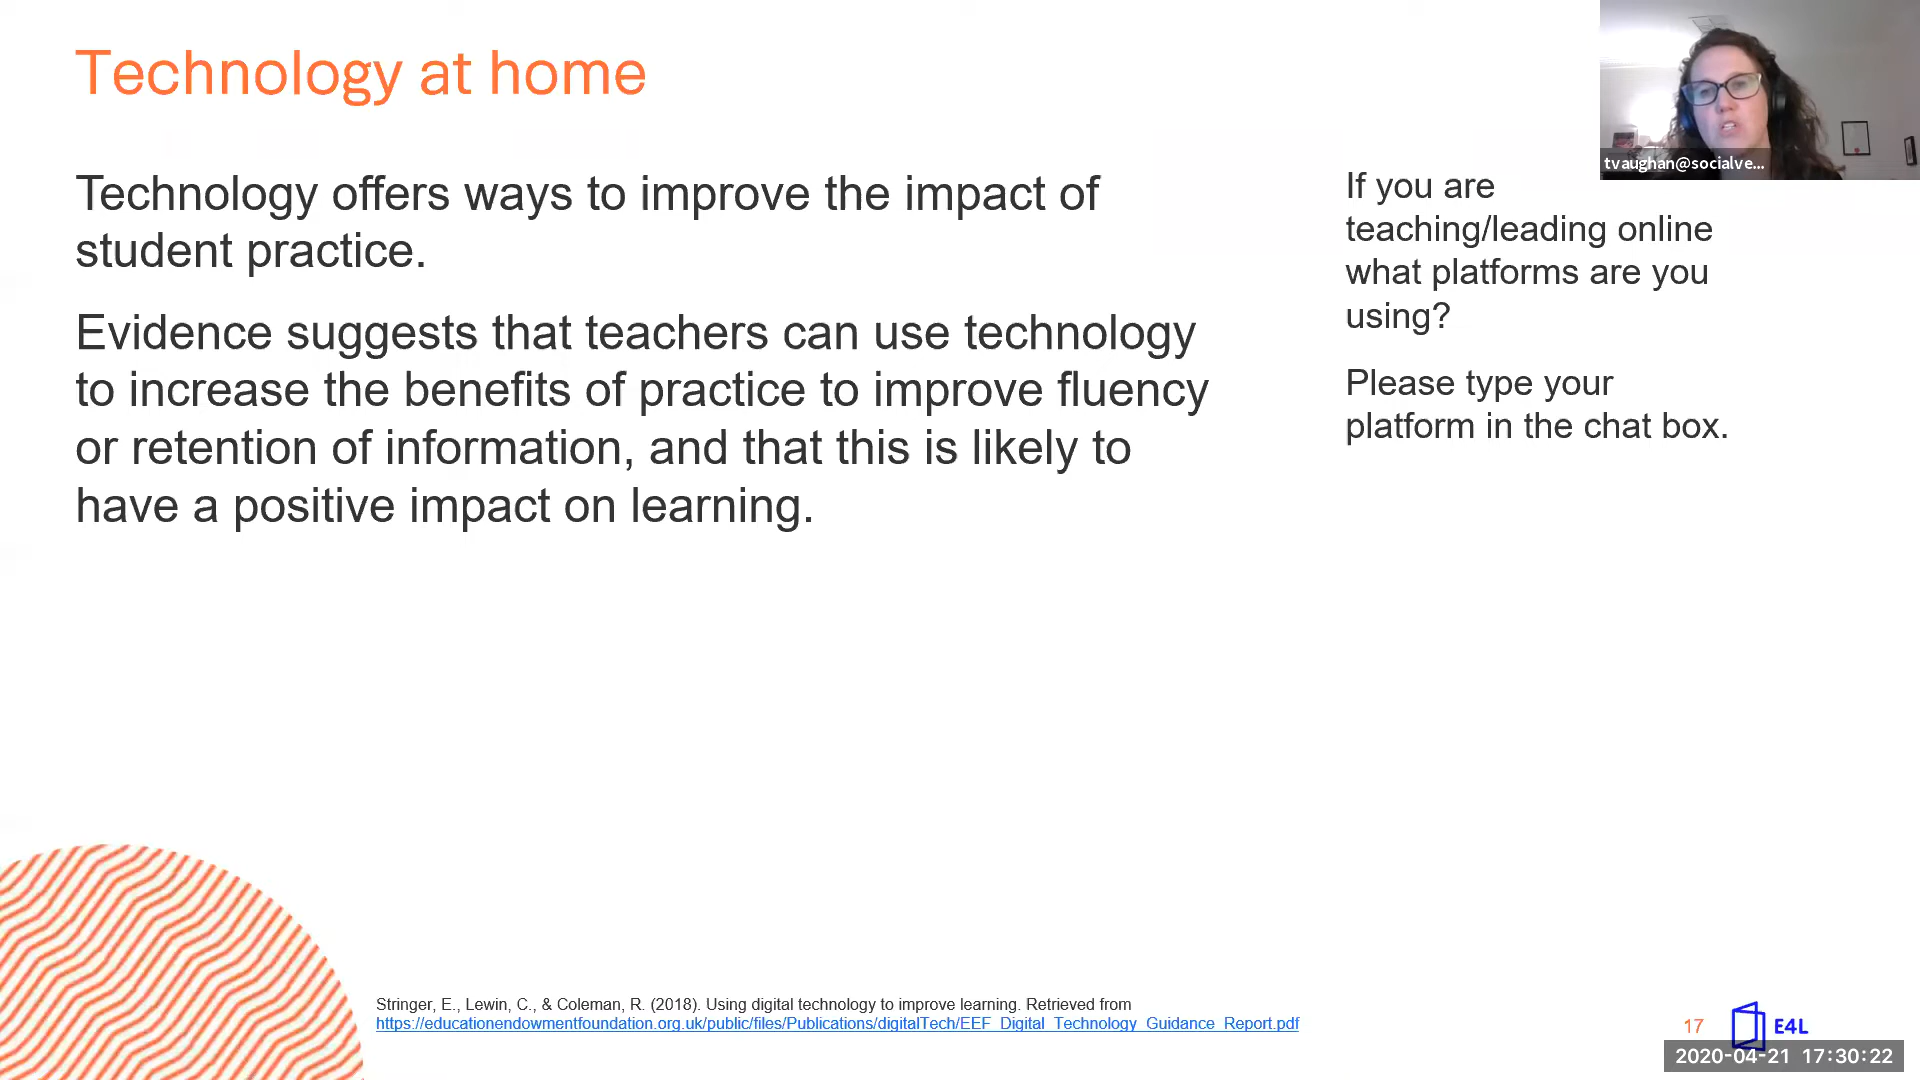 Technology at home
Technology offers ways to improve the impact of
student practice.
Evidence suggests that teachers can use technology
to increase the benefits of practice to improve fluency
or retention of information, and that this is likely to
have a positive impact on learning.
tvaughan@socialve...
If you are
teaching/leading online
what platforms are you
using?
Please type your
platform in the chat box.
Stringer, E., Lewin, C., & Coleman, R. (2018). Using digital technology to improve learning. Retrieved from
https://educationendowmentfoundation.org.uk/public/files/Publications/digitalTech/EEF_Digital_Technology_Guidance_Report.pdf
17
E4L
2020-04-21 17:30:22